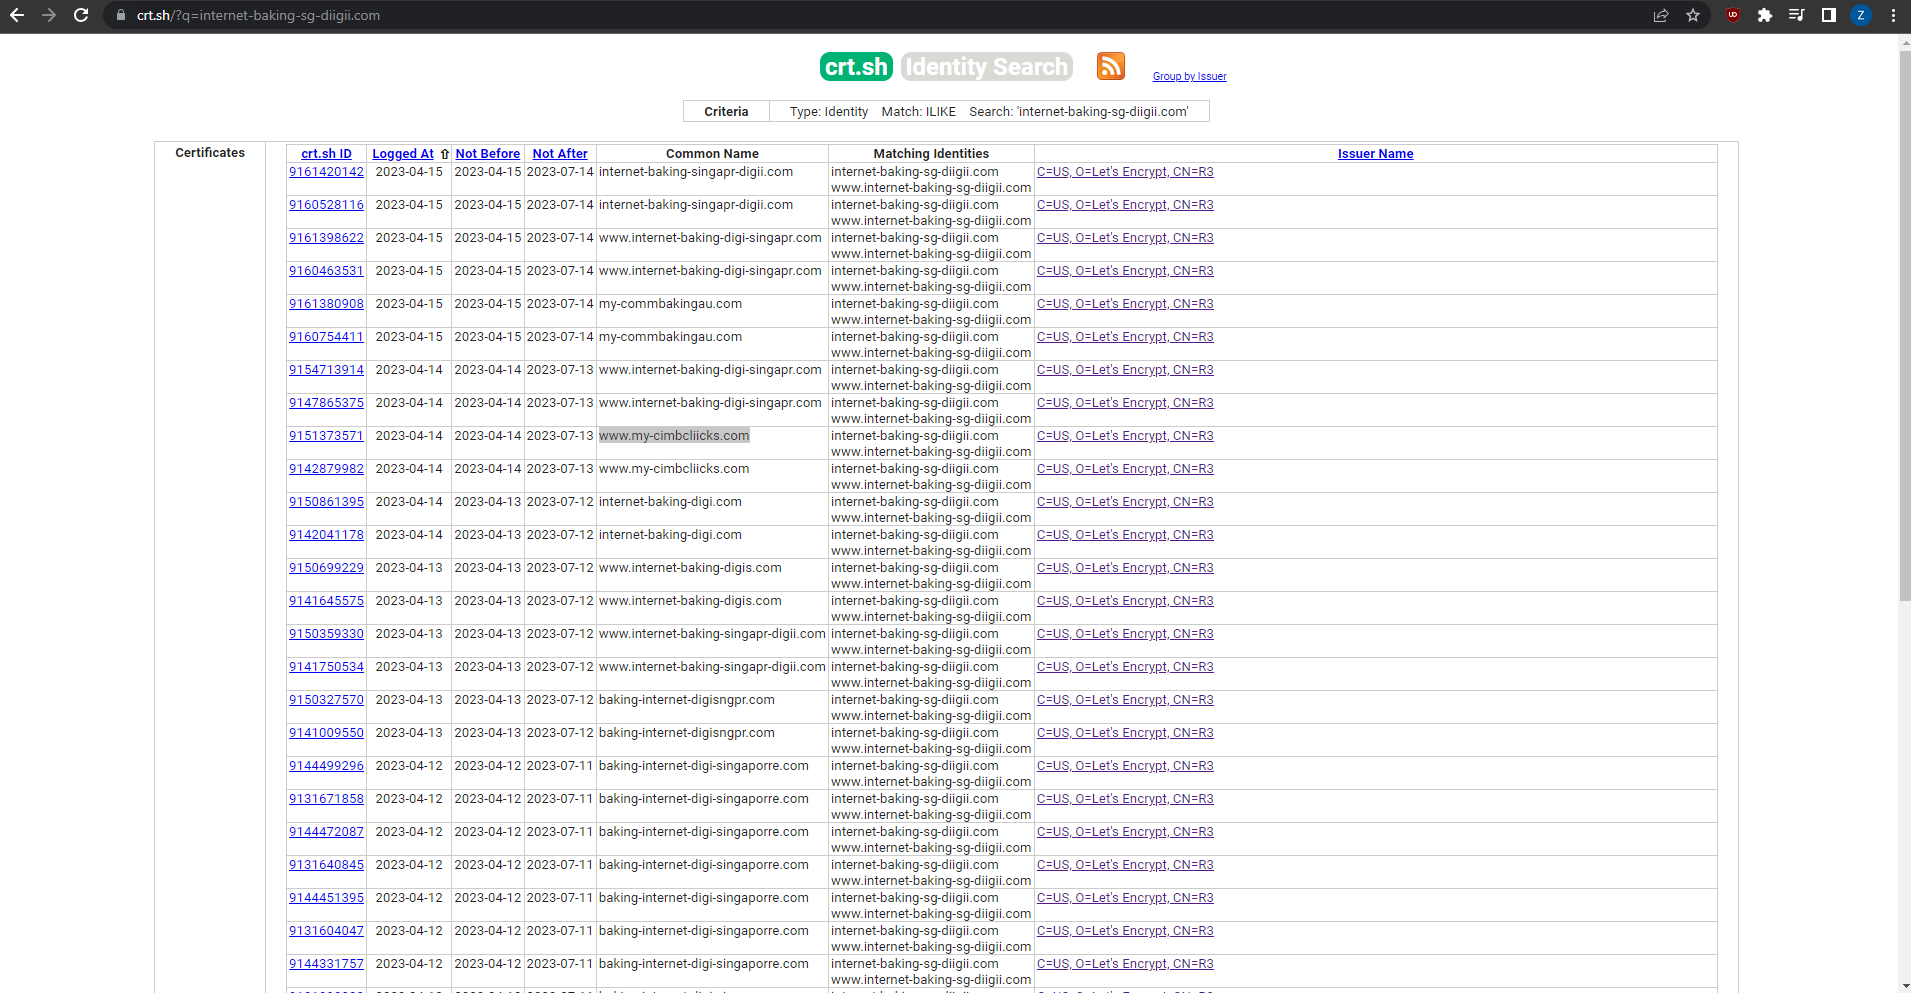 crt.sh/?q=internet-baking-sg-diigii.com
Z
crt.sh Identity Search
Group by Issuer
Criteria Type: Identity Match: ILIKE Search: 'internet-baking-sg-diigii.com'
Certificates
crt.sh ID Logged At ⇧ Not Before Not After Common Name Matching Identities Issuer Name
9161420142 2023-04-15 2023-04-15 2023-07-14 internet-baking-singapr-digii.com internet-baking-sg-diigii.com C=US, O=Let's Encrypt, CN=R3
www.internet-baking-sg-diigii.com
9160528116 2023-04-15 2023-04-15 2023-07-14 internet-baking-singapr-digii.com internet-baking-sg-diigii.com C=US, O=Let's Encrypt, CN=R3
www.internet-baking-sg-diigii.com
9161398622 2023-04-15 2023-04-15 2023-07-14 www.internet-baking-digi-singapr.com internet-baking-sg-diigii.com C=US, O=Let's Encrypt, CN=R3
www.internet-baking-sg-diigii.com
9160463531 2023-04-15 2023-04-15 2023-07-14 www.internet-baking-digi-singapr.com internet-baking-sg-diigii.com C=US, O=Let's Encrypt, CN=R3
www.internet-baking-sg-diigii.com
9161380908 2023-04-15 2023-04-15 2023-07-14 my-commbakingau.com internet-baking-sg-diigii.com C=US, O=Let's Encrypt, CN=R3
www.internet-baking-sg-diigii.com
9160754411 2023-04-15 2023-04-15 2023-07-14 my-commbakingau.com internet-baking-sg-diigii.com C=US, O=Let's Encrypt, CN=R3
www.internet-baking-sg-diigii.com
9154713914 2023-04-14 2023-04-14 2023-07-13 www.internet-baking-digi-singapr.com internet-baking-sg-diigii.com C=US, O=Let's Encrypt, CN=R3
www.internet-baking-sg-diigii.com
9147865375 2023-04-14 2023-04-14 2023-07-13 www.internet-baking-digi-singapr.com internet-baking-sg-diigii.com C=US, O=Let's Encrypt, CN=R3
www.internet-baking-sg-diigii.com
9151373571 2023-04-14 2023-04-14 2023-07-13 www.my-cimbcliicks.com internet-baking-sg-diigii.com C=US, O=Let's Encrypt, CN=R3
www.internet-baking-sg-diigii.com
9142879982 2023-04-14 2023-04-14 2023-07-13 www.my-cimbcliicks.com internet-baking-sg-diigii.com C=US, O=Let's Encrypt, CN=R3
www.internet-baking-sg-diigii.com
9150861395 2023-04-14 2023-04-13 2023-07-12 internet-baking-digi.com internet-baking-sg-diigii.com C=US, O=Let's Encrypt, CN=R3
www.internet-baking-sg-diigii.com
9142041178 2023-04-14 2023-04-13 2023-07-12 internet-baking-digi.com internet-baking-sg-diigii.com C=US, O=Let's Encrypt, CN=R3
www.internet-baking-sg-diigii.com
9150699229 2023-04-13 2023-04-13 2023-07-12 www.internet-baking-digis.com internet-baking-sg-diigii.com C=US, O=Let's Encrypt, CN=R3
www.internet-baking-sg-diigii.com
9141645575 2023-04-13 2023-04-13 2023-07-12 www.internet-baking-digis.com internet-baking-sg-diigii.com C=US, O=Let's Encrypt, CN=R3
www.internet-baking-sg-diigii.com
9150359330 2023-04-13 2023-04-13 2023-07-12 www.internet-baking-singapr-digii.com internet-baking-sg-diigii.com C=US, O=Let's Encrypt, CN=R3
www.internet-baking-sg-diigii.com
9141750534 2023-04-13 2023-04-13 2023-07-12 www.internet-baking-singapr-digii.com internet-baking-sg-diigii.com C=US, O=Let's Encrypt, CN=R3
www.internet-baking-sg-diigii.com
9150327570 2023-04-13 2023-04-13 2023-07-12 baking-internet-digisngpr.com internet-baking-sg-diigii.com C=US, O=Let's Encrypt, CN=R3
www.internet-baking-sg-diigii.com
9141009550 2023-04-13 2023-04-13 2023-07-12 baking-internet-digisngpr.com internet-baking-sg-diigii.com C=US, O=Let's Encrypt, CN=R3
www.internet-baking-sg-diigii.com
9144499296 2023-04-12 2023-04-12 2023-07-11 baking-internet-digi-singaporre.com internet-baking-sg-diigii.com C=US, O=Let's Encrypt, CN=R3
www.internet-baking-sg-diigii.com
9131671858 2023-04-12 2023-04-12 2023-07-11 baking-internet-digi-singaporre.com internet-baking-sg-diigii.com C=US, O=Let's Encrypt, CN=R3
www.internet-baking-sg-diigii.com
9144472087 2023-04-12 2023-04-12 2023-07-11 baking-internet-digi-singaporre.com internet-baking-sg-diigii.com C=US, O=Let's Encrypt, CN=R3
www.internet-baking-sg-diigii.com
9131640845 2023-04-12 2023-04-12 2023-07-11 baking-internet-digi-singaporre.com internet-baking-sg-diigii.com C=US, O=Let's Encrypt, CN=R3
www.internet-baking-sg-diigii.com
9144451395 2023-04-12 2023-04-12 2023-07-11 baking-internet-digi-singaporre.com internet-baking-sg-diigii.com C=US, O=Let's Encrypt, CN=R3
www.internet-baking-sg-diigii.com
9131604047 2023-04-12 2023-04-12 2023-07-11 baking-internet-digi-singaporre.com internet-baking-sg-diigii.com C=US, O=Let's Encrypt, CN=R3
www.internet-baking-sg-diigii.com
9144331757 2023-04-12 2023-04-12 2023-07-11 baking-internet-digi-singaporre.com internet-baking-sg-diigii.com C=US, O=Let's Encrypt, CN=R3
www.internet-baking-sg-diigii.com